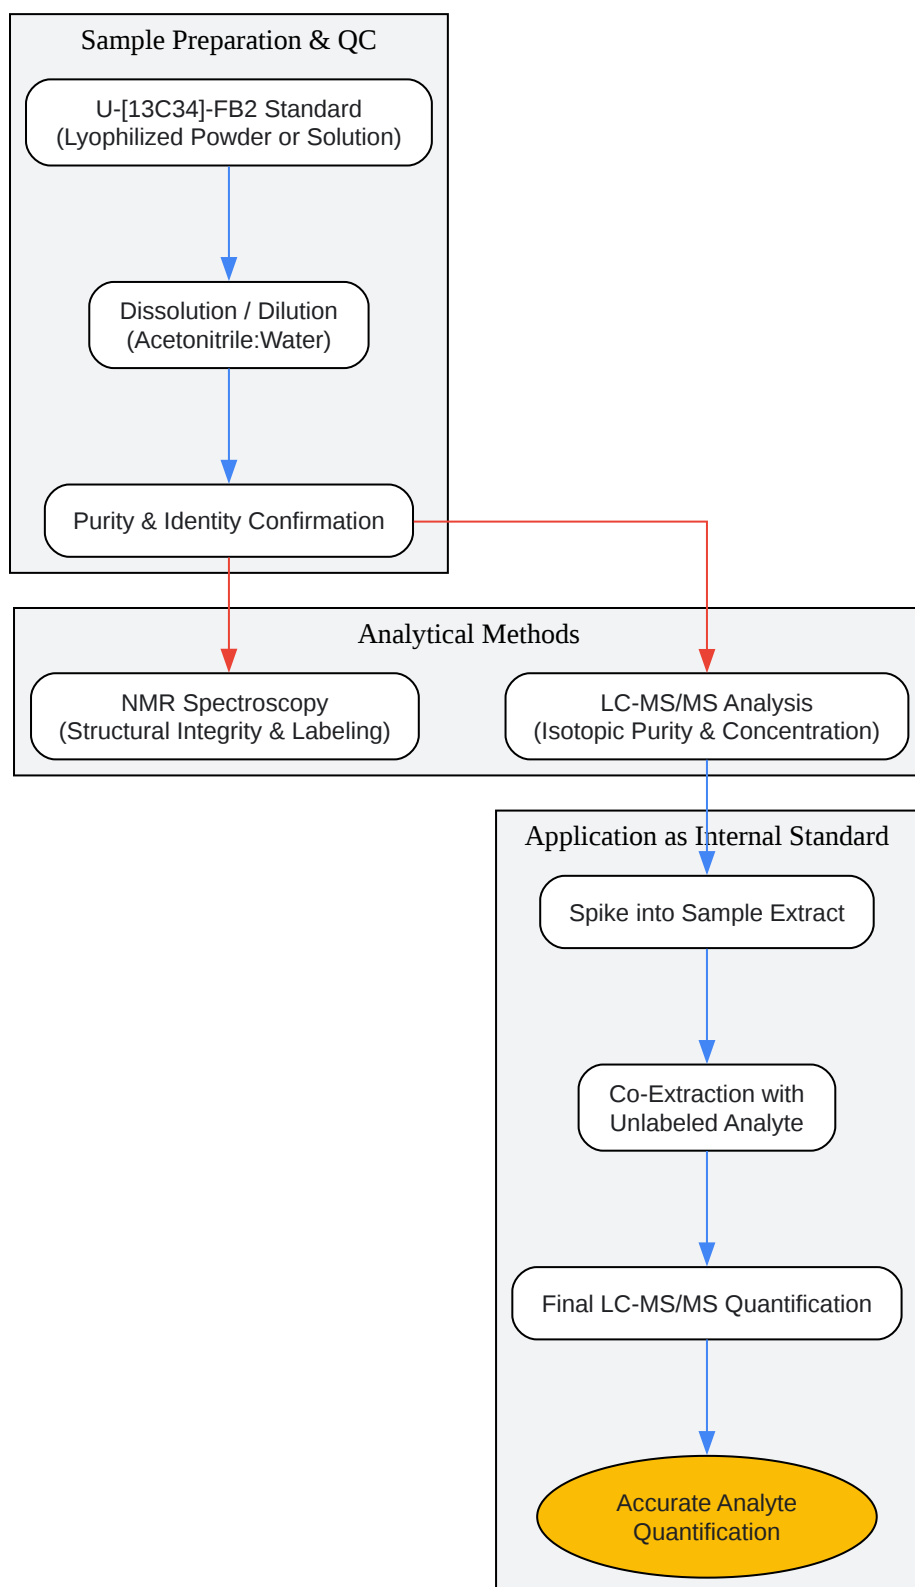 Sample Preparation & QC
U-[13C34]-FB2 Standard
(Lyophilized Powder or Solution)
Dissolution / Dilution
(Acetonitrile:Water)
Purity & Identity Confirmation
Analytical Methods
NMR Spectroscopy
(Structural Integrity & Labeling)
LC-MS/MS Analysis
(Isotopic Purity & Concentration)
Application as Internal Standard
Spike into Sample Extract
Co-Extraction with
Unlabeled Analyte
Final LC-MS/MS Quantification
Accurate Analyte
Quantification